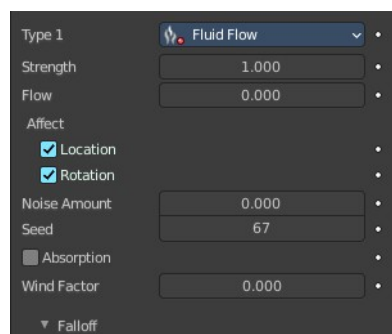 Type 1 Fluid Flow
Strength 1.000
Flow 0.000
Affect
Location
Rotation
Noise Amount 0.000
Seed 67
Absorption
Wind Factor 0.000
Falloff